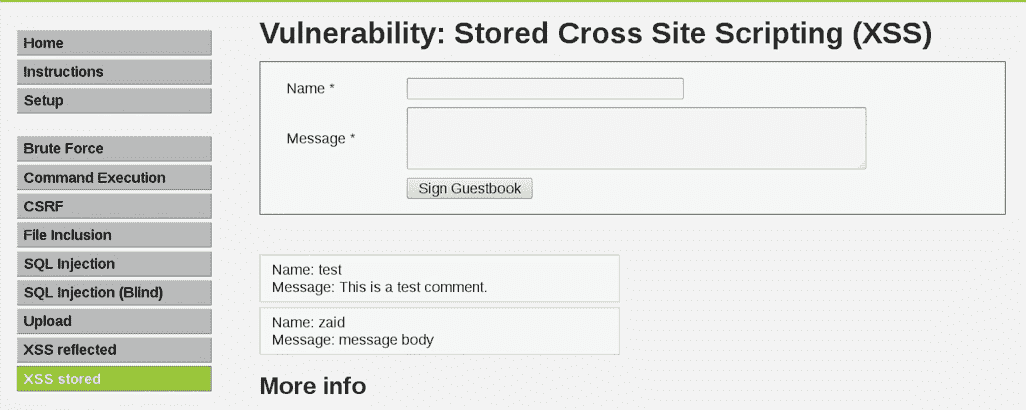 Home
Instructions
Setup
Brute Force
Command Execution
CSRF
File Inclusion
SQL Injection
SQL Injection (Blind)
Upload
XSS reflected
XSS stored
Vulnerability: Stored Cross Site Scripting (XSS)
Name *
Message *
Sign Guestbook
Name: test
Message: This is a test comment.
Name: zaid
Message: message body
More info